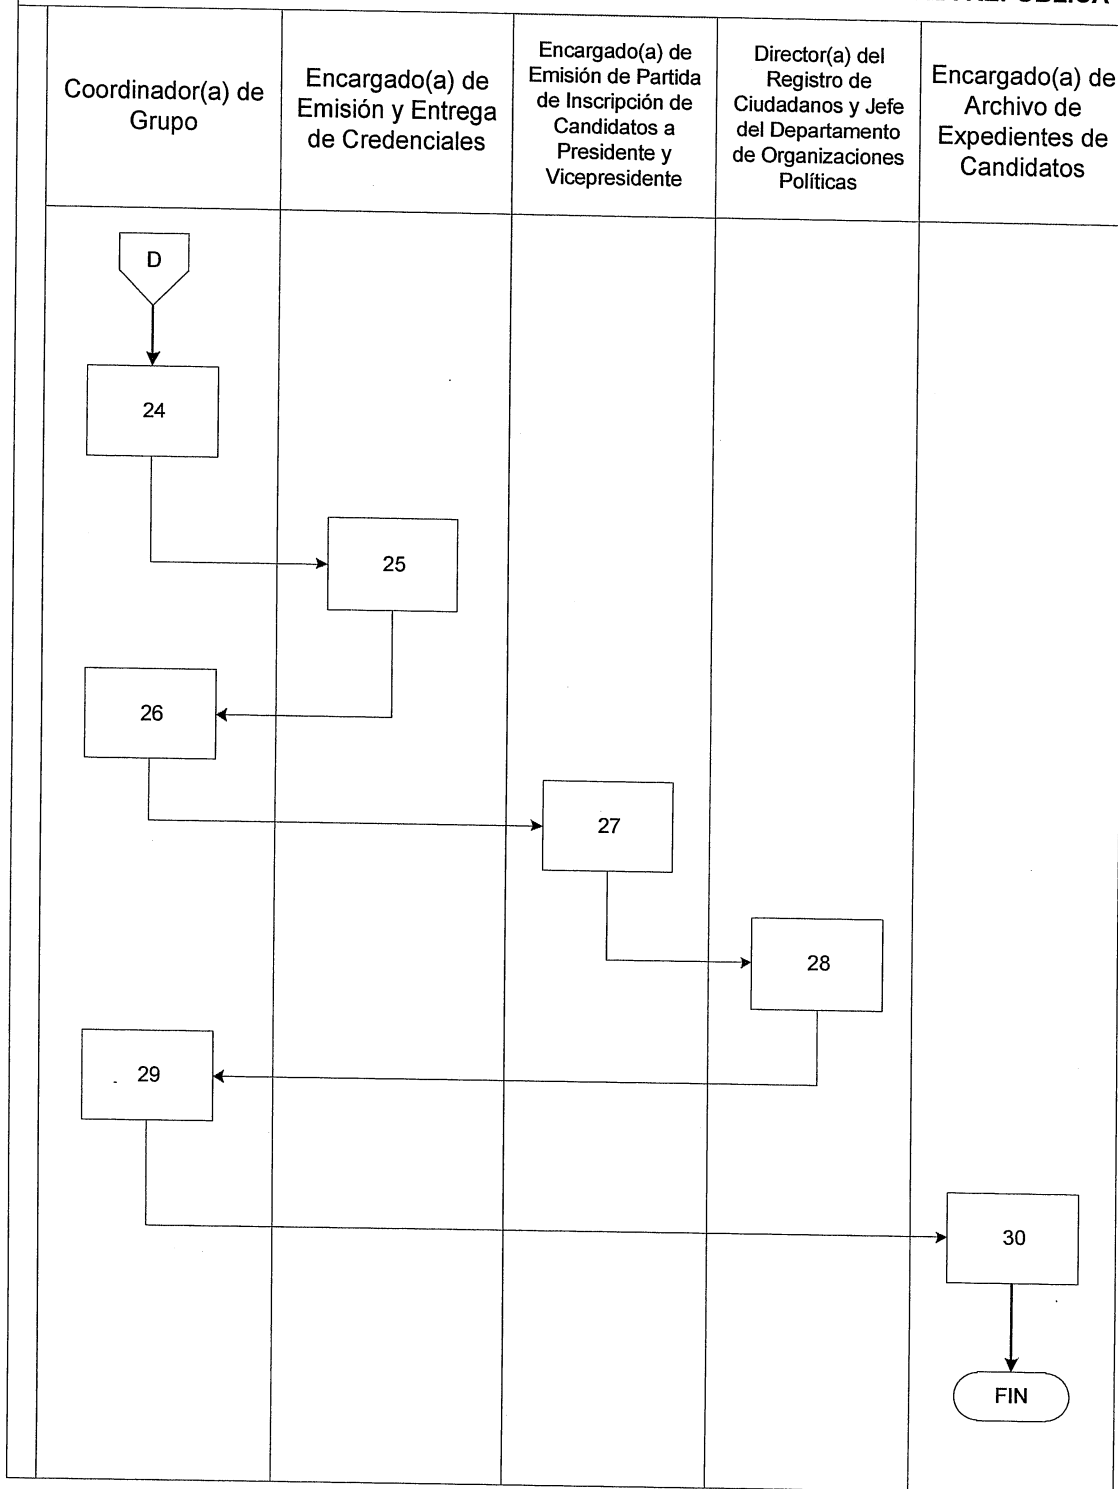 Coordinador(a) de
Grupo
Encargado(a) de
Emisión y Entrega
de Credenciales
Encargado(a) de
Emisión de Partida
de Inscripción de
Candidatos a
Presidente y
Vicepresidente
Director(a) del
Registro de
Ciudadanos y Jefe
del Departamento
de Organizaciones
Políticas
Encargado(a) de
Archivo de
Expedientes de
Candidatos
D
24
25
26
27
28
29
30
FIN